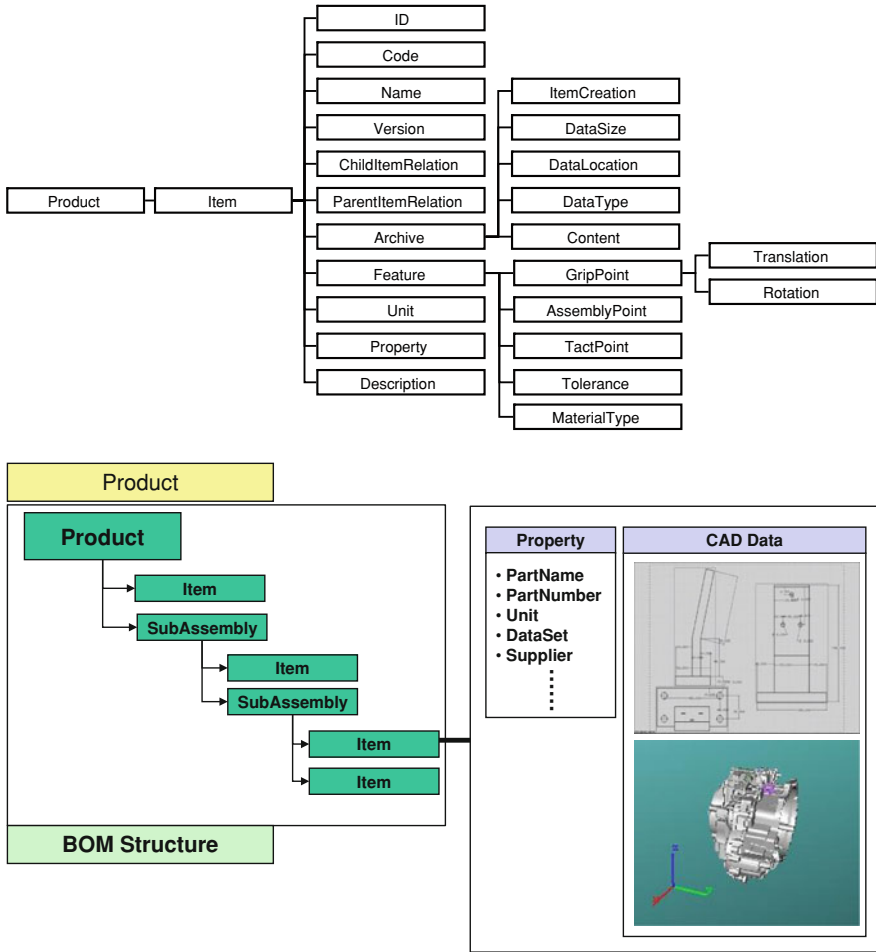 ID
Code
Name
Version
ChildItemRelation
ParentItemRelation
Archive
Feature
Unit
Property
Description
Product
Item
ItemCreation
DataSize
DataLocation
DataType
Content
GripPoint
AssemblyPoint
TactPoint
Tolerance
MaterialType
Translation
Rotation
Product
Product
Item
SubAssembly
Item
SubAssembly
Item
Item
BOM Structure
Property
• PartName
• PartNumber
• Unit
• DataSet
• Supplier
CAD Data